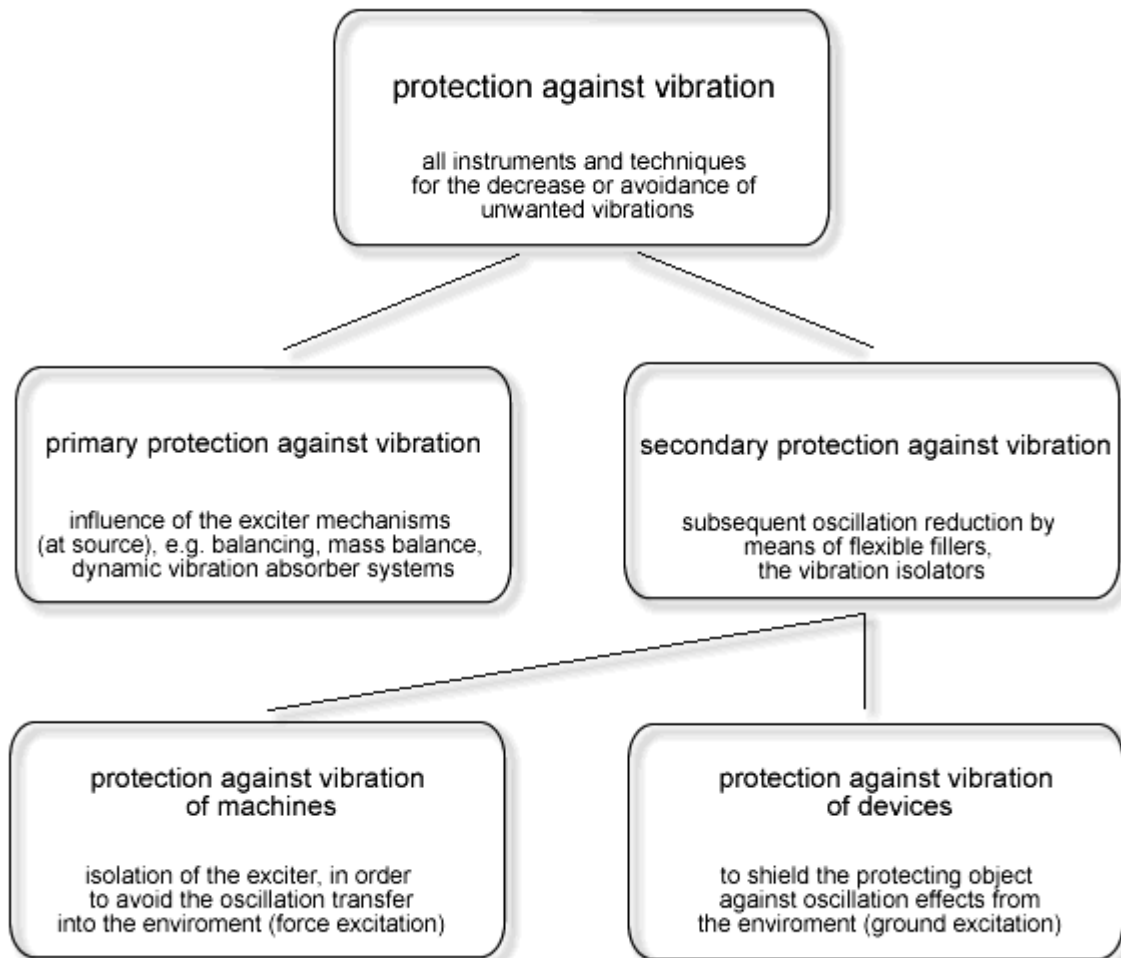 protection against vibration
all instruments and techniques
for the decrease or avoidance of
unwanted vibrations
primary protection against vibration
influence of the exciter mechanisms
(at source), e.g. balancing, mass balance,
dynamic vibration absorber systems
secondary protection against vibration
subsequent oscillation reduction by
means of flexible fillers,
the vibration isolators
protection against vibration
of machines
isolation of the exciter, in order
to avoid the oscillation transfer
into the enviroment (force excitation)
protection against vibration
of devices
to shield the protecting object
against oscillation effects from
the enviroment (ground excitation)